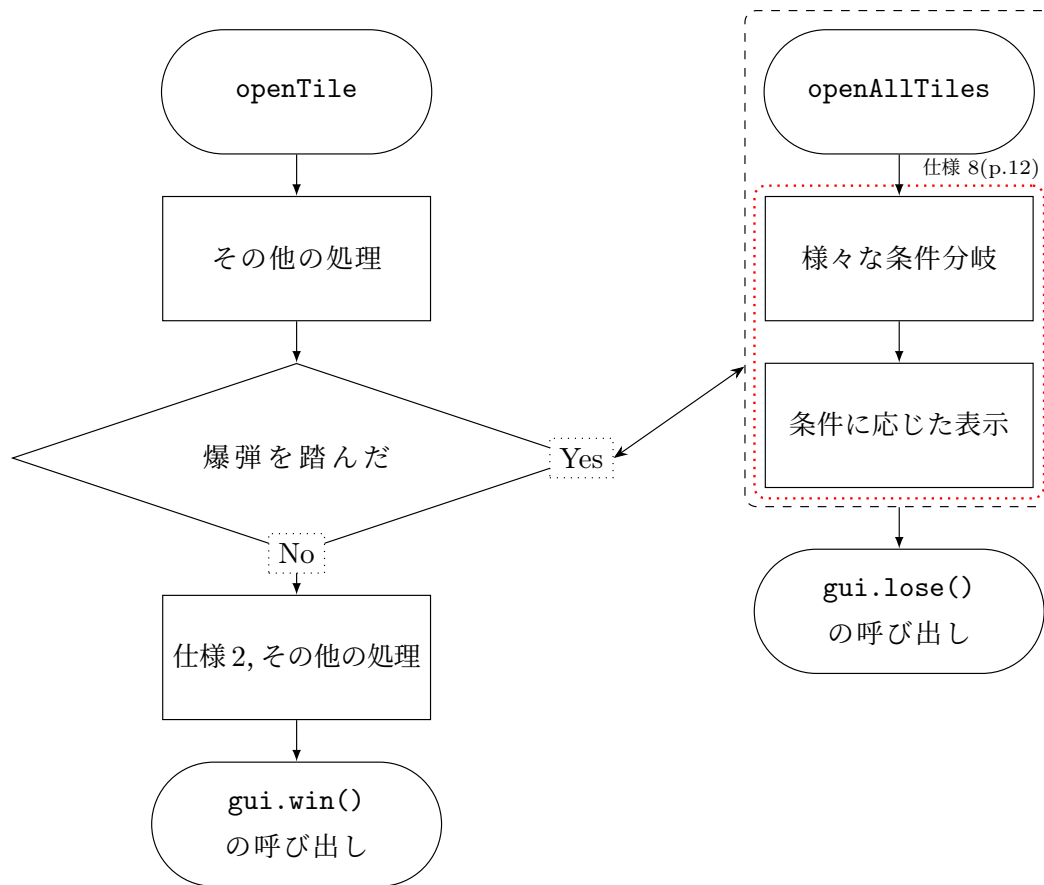 openTile
その他の処理
爆弾を踏んだ
Yes
No
仕様 2, その他の処理
gui.win()
の呼び出し
openAllTiles
仕様 8(p.12)
様々な条件分岐
条件に応じた表示
gui.lose()
の呼び出し